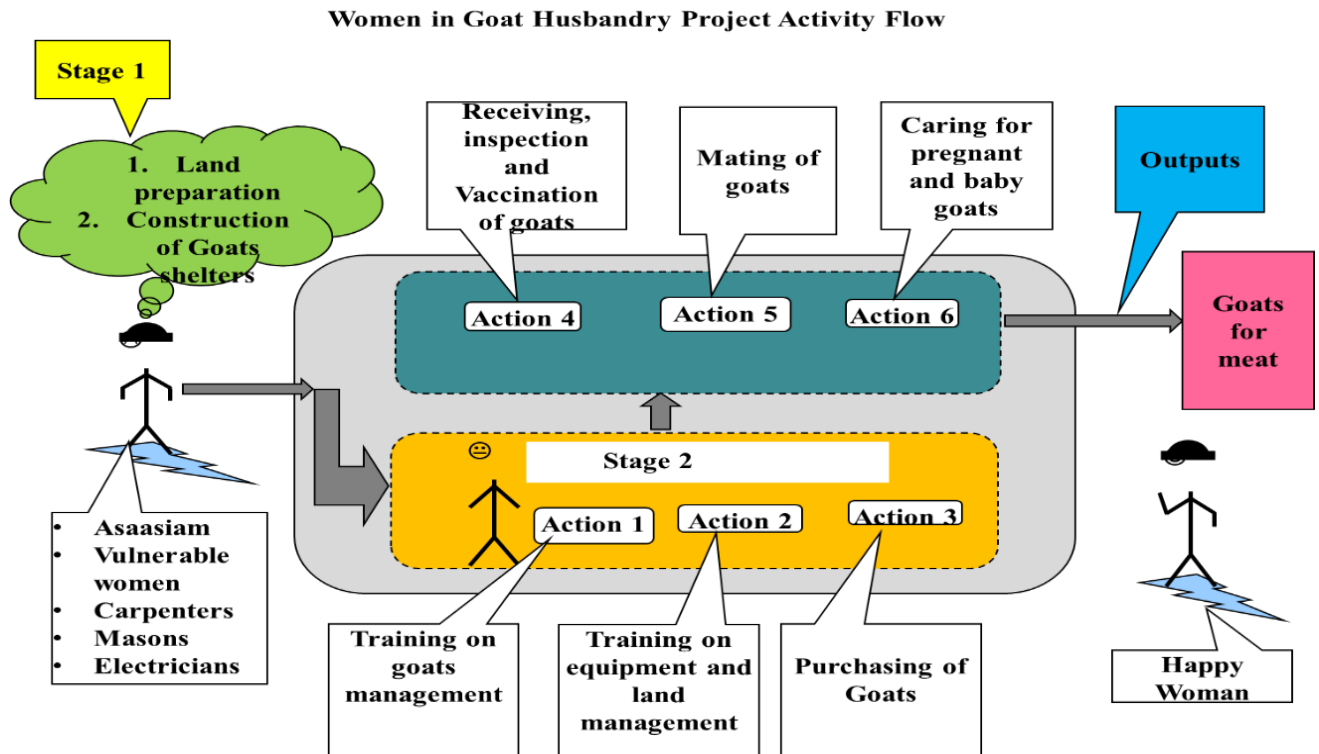 Women in Goat Husbandry Project Activity Flow
Stage 1
1. Land
preparation
2. Construction
of Goats
shelters
Receiving,
inspection
and
Vaccination
of goats
Mating of
goats
Caring for
pregnant
and baby
goats
Outputs
Action 4
Action 5
Action 6
Goats
for
meat
Stage 2
Action 1
Action 2
Action 3
• Asaasiam
• Vulnerable
women
• Carpenters
• Masons
• Electricians
Training on
goats
management
Training on
equipment and
land
management
Purchasing of
Goats
Happy
Woman